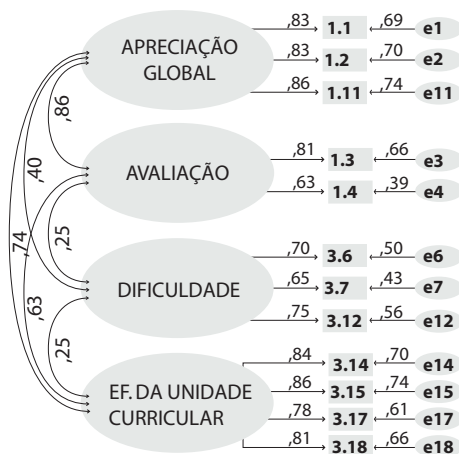 APRECIAÇÃO
GLOBAL
,83 1.1 ,69 e1
,83 1.2 ,70 e2
,86 1.11 ,74 e11
,86
AVALIAÇÃO
,81 1.3 ,66 e3
,63 1.4 ,39 e4
,40
,74
,25
DIFICULDADE
,70 3.6 ,50 e6
,65 3.7 ,43 e7
,75 3.12 ,56 e12
,63
,25
EF. DA UNIDADE
CURRICULAR
,84 3.14 ,70 e14
,86 3.15 ,74 e15
,78 3.17 ,61 e17
,81 3.18 ,66 e18